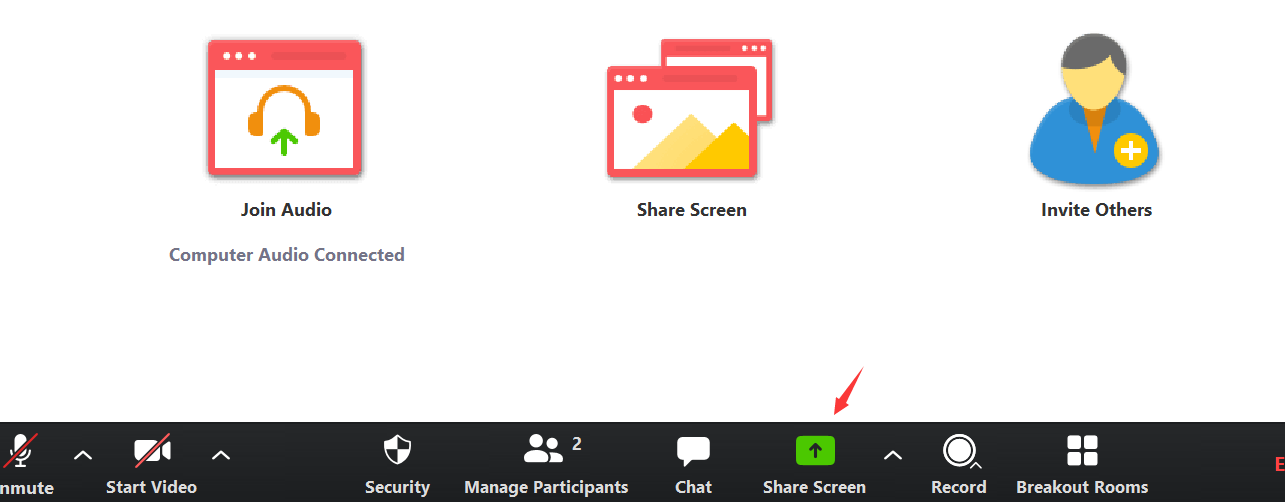 Join Audio
Share Screen
Invite Others
Computer Audio Connected
2
nmute
Start Video
Security
Manage Participants
Chat
Share Screen
Record
Breakout Rooms
E